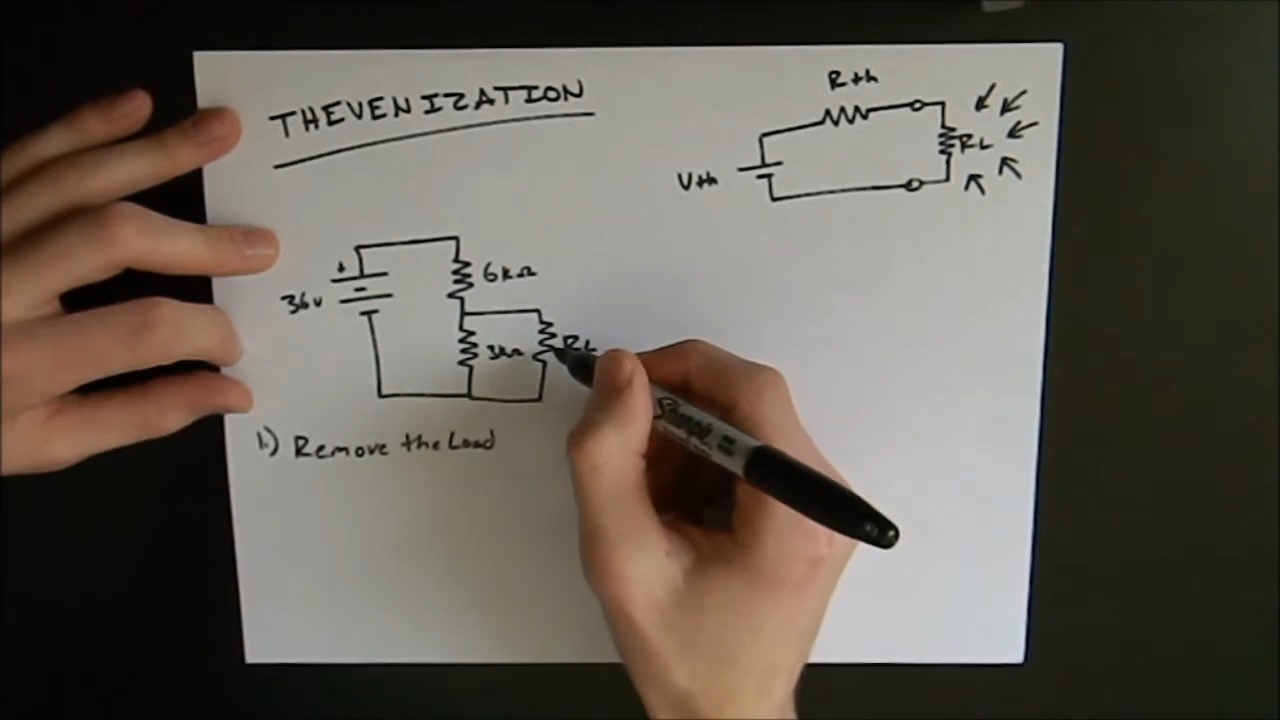 THEVENIZATION
Rth
RL
Vth
6kΩ
36v
3kΩ
RL
1.) Remove the Load
Sharpie